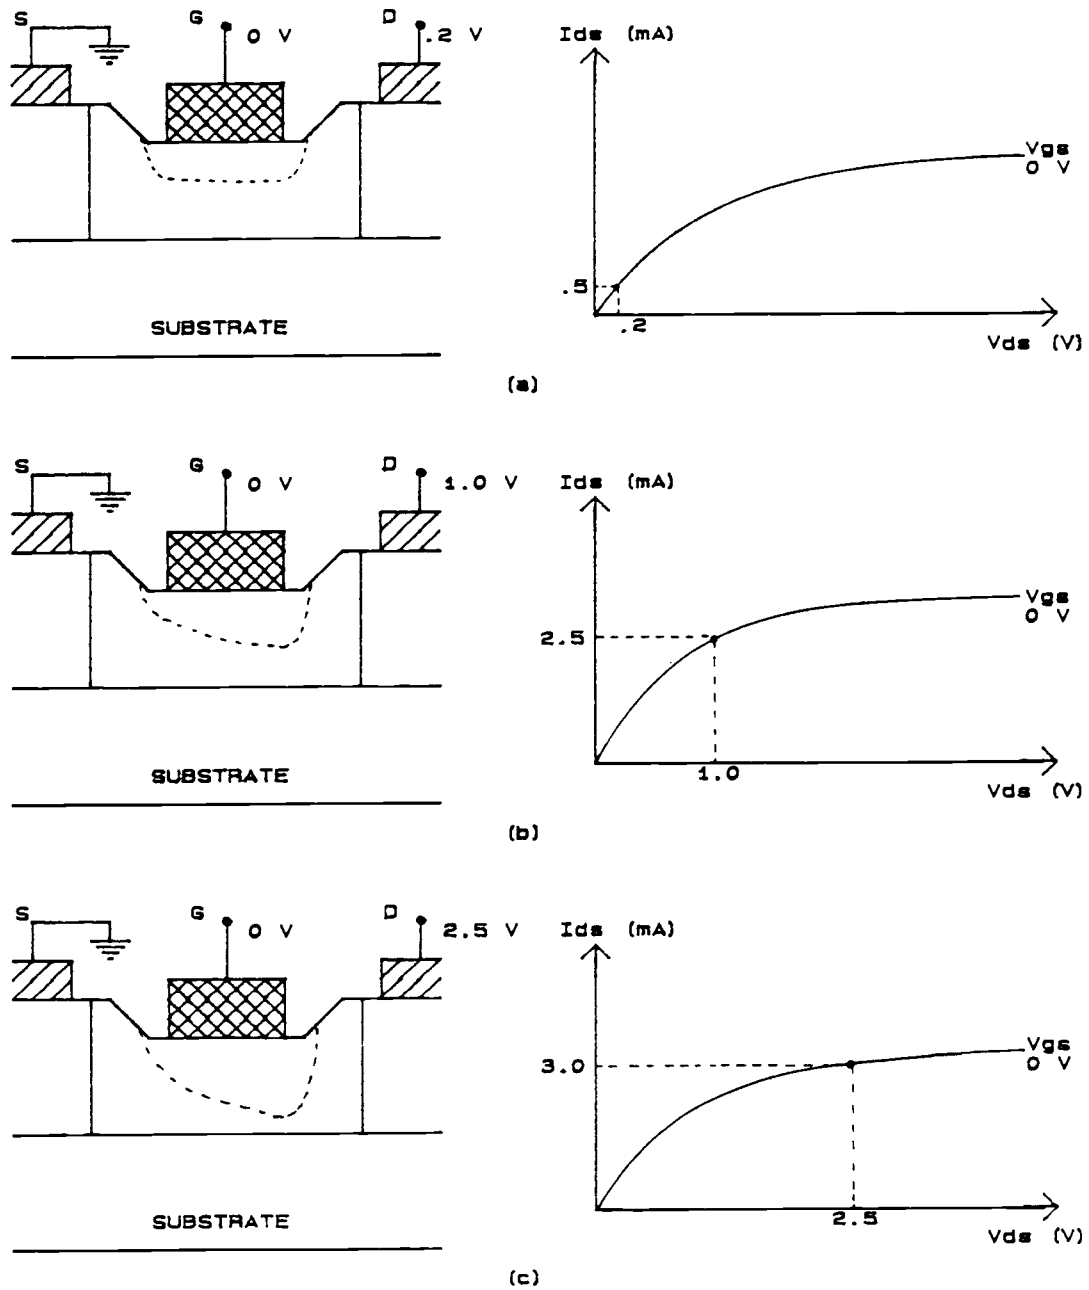 S
G
0 V
D
.2 V
SUBSTRATE
Ids (mA)
Vgs
0 V
.5
.2
Vds (V)
(a)
S
G
0 V
D
1.0 V
SUBSTRATE
Ids (mA)
Vgs
0 V
2.5
1.0
Vds (V)
(b)
S
G
0 V
D
2.5 V
SUBSTRATE
Ids (mA)
Vgs
0 V
3.0
2.5
Vds (V)
(c)